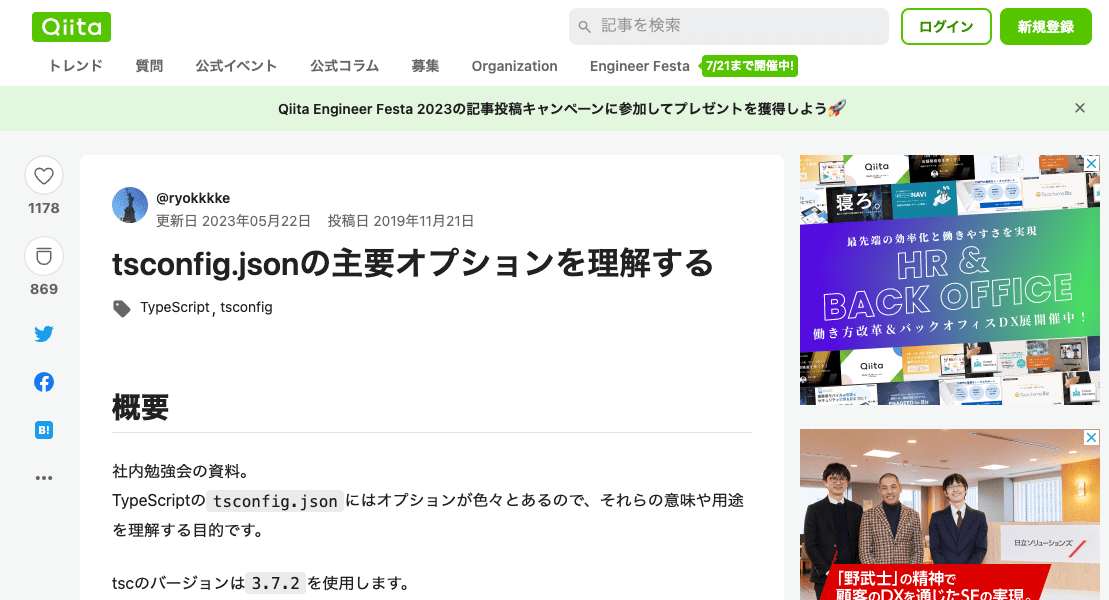 Qiita
記事を検索
ログイン
新規登録
トレンド 質問 公式イベント 公式コラム 募集 Organization Engineer Festa 7/21まで開催中!
Qiita Engineer Festa 2023の記事投稿キャンペーンに参加してプレゼントを獲得しよう🚀
1178
869
B!
@ryokkkke
更新日 2023年05月22日 投稿日 2019年11月21日
tsconfig.jsonの主要オプションを理解する
TypeScript, tsconfig
概要
社内勉強会の資料。
TypeScriptの tsconfig.json にはオプションが色々とあるので、それらの意味や用途
を理解する目的です。
tscのバージョンは 3.7.2 を使用します。
Qiita
寝ろ。
NAVI
最先端の効率化と働きやすさを実現
HR &
BACK OFFICE
働き方改革&バックオフィスDX展開催中!
Qiita
日立ソリューションズ
「野武士」の精神で
顧客のDXを通じたSEの実現。